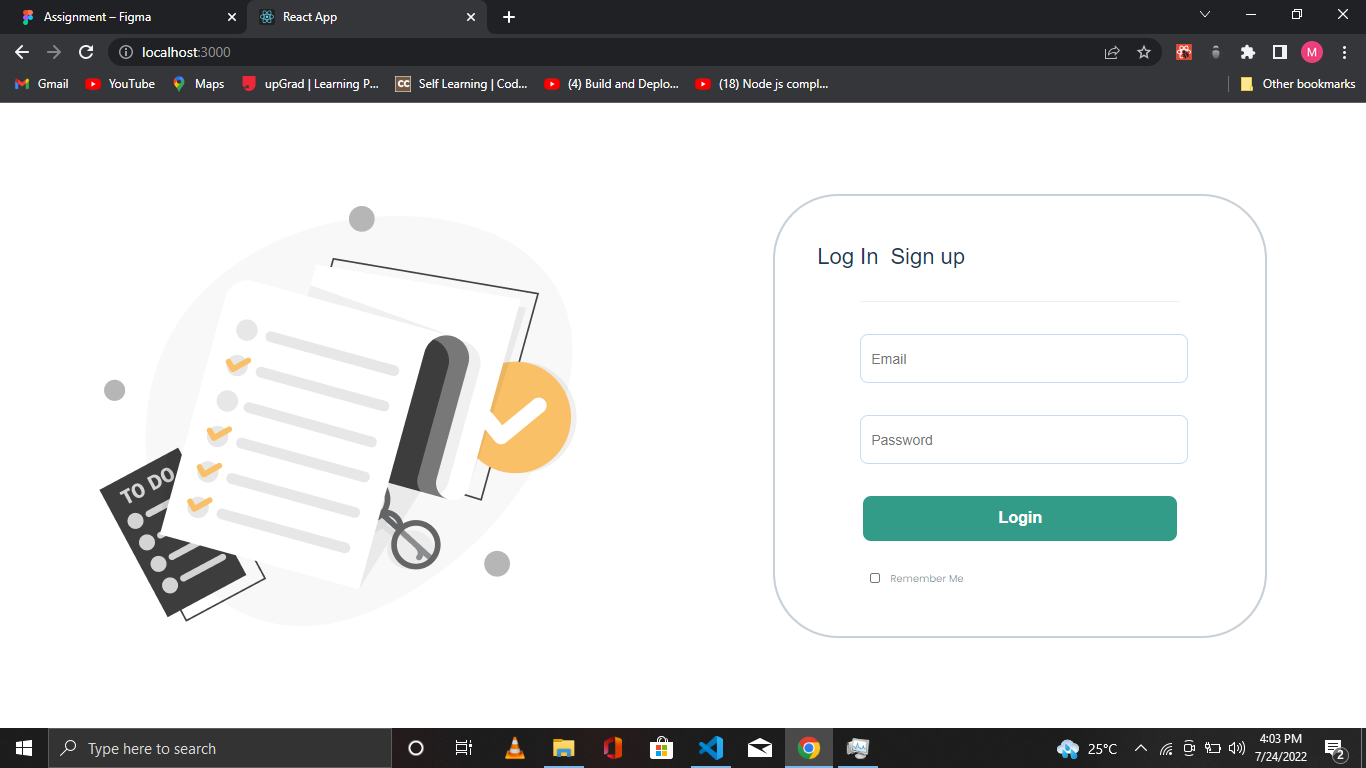 Assignment – Figma
React App
localhost:3000
M
Gmail
YouTube
Maps
upGrad | Learning P...
CC
Self Learning | Cod...
(4) Build and Deplo...
(18) Node js compl...
Other bookmarks
TO DO
Log In Sign up
Email
Password
Login
Remember Me
Type here to search
25°C
4:03 PM
7/24/2022
2